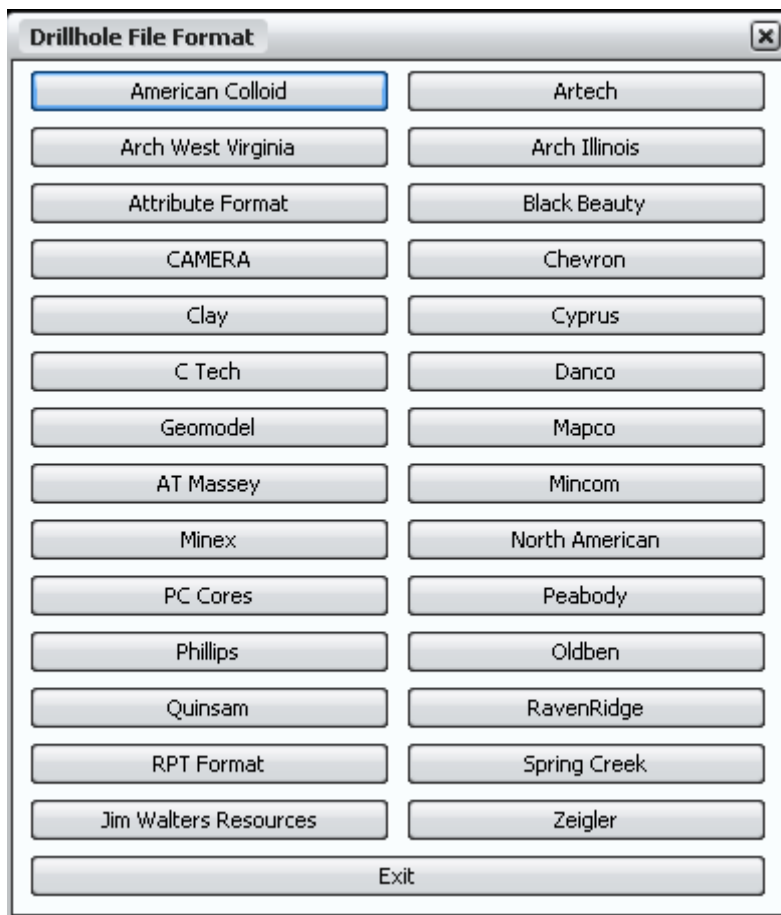 Drillhole File Format
American Colloid Artech
Arch West Virginia Arch Illinois
Attribute Format Black Beauty
CAMERA Chevron
Clay Cyprus
C Tech Danco
Geomodel Mapco
AT Massey Mincom
Minex North American
PC Cores Peabody
Phillips Oldben
Quinsam RavenRidge
RPT Format Spring Creek
Jim Walters Resources Zeigler
Exit